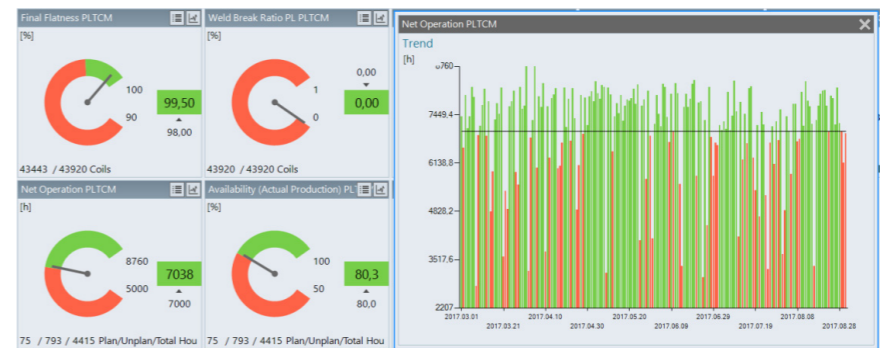 Final Flatness PLTCM
[%]
100
90
99,50
98,00
43443 / 43920 Coils
Weld Break Ratio PL PLTCM
[%]
1
0
0,00
0,00
43920 / 43920 Coils
Net Operation PLTCM
[h]
8760
5000
7038
7000
75 / 793 / 4415 Plan/Unplan/Total Hou
Availability (Actual Production) PL
[%]
100
50
80,3
80,0
75 / 793 / 4415 Plan/Unplan/Total Hou
Net Operation PLTCM
Trend
[h]
8760
7449.4
6138.8
4828.2
3517.6
2207
2017.03.01
2017.03.21
2017.04.10
2017.04.30
2017.05.20
2017.06.09
2017.06.29
2017.07.19
2017.08.08
2017.08.28